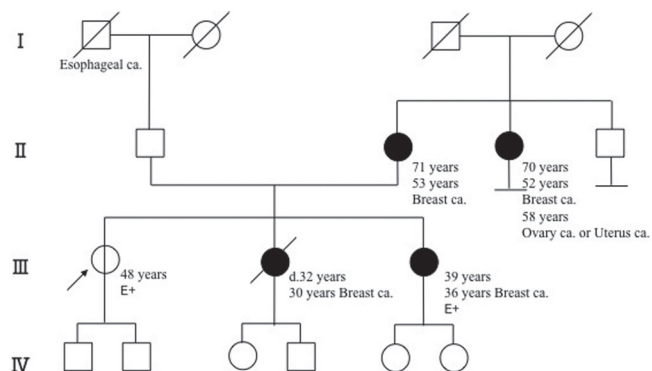 I
Esophageal ca.
II
71 years
53 years
Breast ca.
70 years
52 years
Breast ca.
58 years
Ovary ca. or Uterus ca.
III
48 years
E+
d.32 years
30 years Breast ca.
39 years
36 years Breast ca.
E+
IV